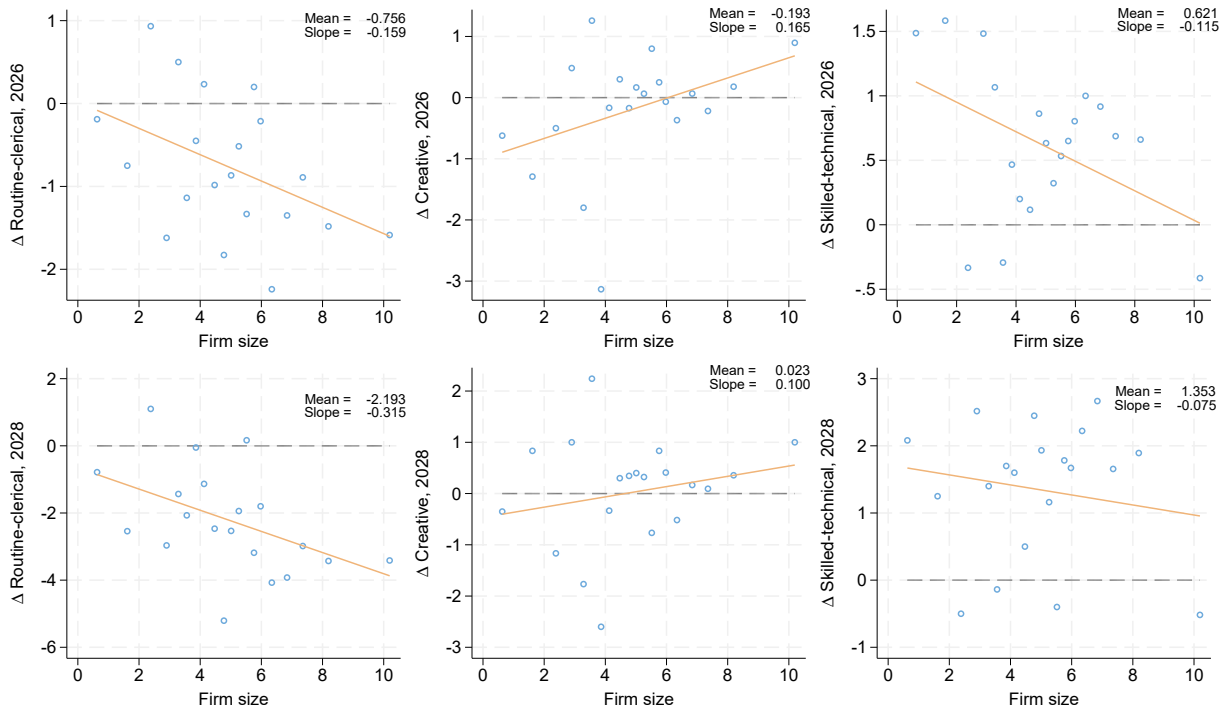 Mean = -0.756
Slope = -0.159
Δ Routine-clerical, 2026
0
-1
-2
0 2 4 6 8 10
Firm size
Mean = -0.193
Slope = 0.165
Δ Creative, 2026
1
0
-1
-2
-3
0 2 4 6 8 10
Firm size
Mean = 0.621
Slope = -0.115
Δ Skilled-technical, 2026
1.5
1
.5
0
-.5
0 2 4 6 8 10
Firm size
Mean = -2.193
Slope = -0.315
Δ Routine-clerical, 2028
2
0
-2
-4
-6
0 2 4 6 8 10
Firm size
Mean = 0.023
Slope = 0.100
Δ Creative, 2028
2
1
0
-1
-2
-3
0 2 4 6 8 10
Firm size
Mean = 1.353
Slope = -0.075
Δ Skilled-technical, 2028
3
2
1
0
-1
0 2 4 6 8 10
Firm size